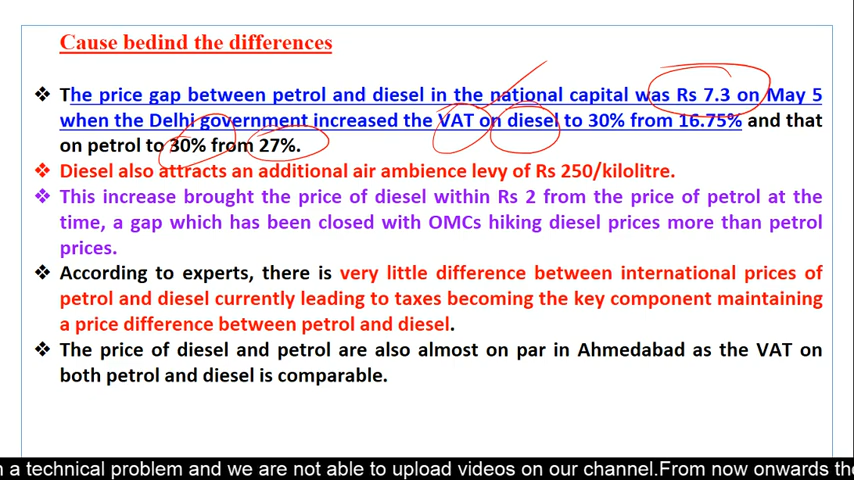 Cause bedind the differences
❖ The price gap between petrol and diesel in the national capital was Rs 7.3 on May 5
when the Delhi government increased the VAT on diesel to 30% from 16.75% and that
on petrol to 30% from 27%.
❖ Diesel also attracts an additional air ambience levy of Rs 250/kilolitre.
❖ This increase brought the price of diesel within Rs 2 from the price of petrol at the
time, a gap which has been closed with OMCs hiking diesel prices more than petrol
prices.
❖ According to experts, there is very little difference between international prices of
petrol and diesel currently leading to taxes becoming the key component maintaining
a price difference between petrol and diesel.
❖ The price of diesel and petrol are also almost on par in Ahmedabad as the VAT on
both petrol and diesel is comparable.
a technical problem and we are not able to upload videos on our channel.From now onwards